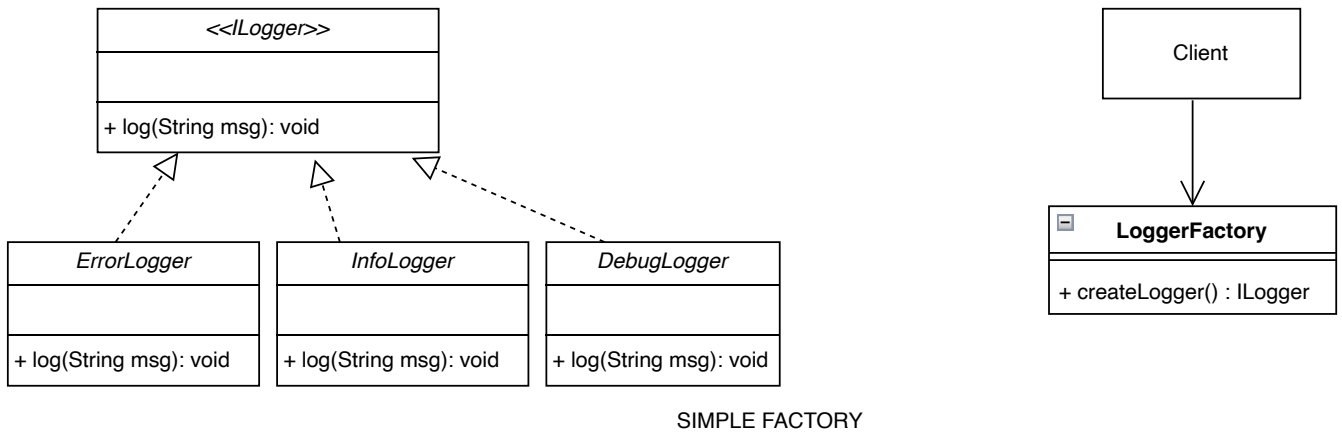 <<ILogger>>
+ log(String msg): void
ErrorLogger
+ log(String msg): void
InfoLogger
+ log(String msg): void
DebugLogger
+ log(String msg): void
Client
LoggerFactory
+ createLogger() : ILogger
SIMPLE FACTORY